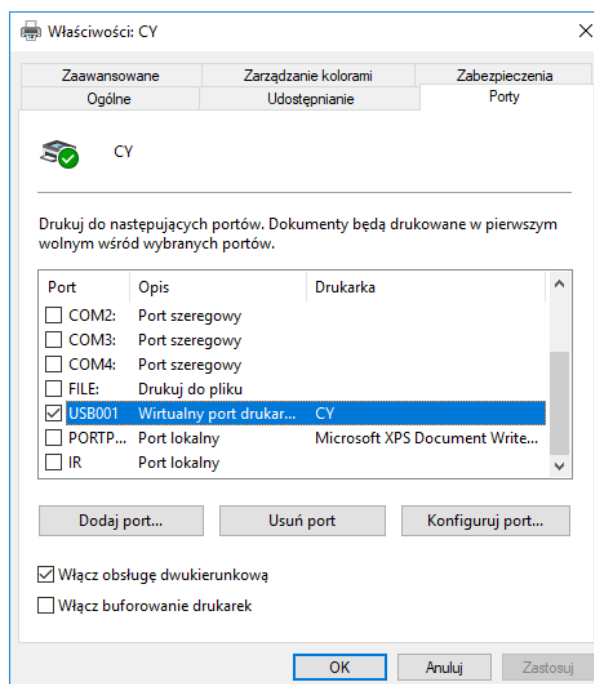 Właściwości: CY
Zaawansowane Zarządzanie kolorami Zabezpieczenia
Ogólne Udostępnianie Porty
CY
Drukuj do następujących portów. Dokumenty będą drukowane w pierwszym
wolnym wśród wybranych portów.
Port Opis Drukarka
COM2: Port szeregowy
COM3: Port szeregowy
COM4: Port szeregowy
FILE: Drukuj do pliku
USB001 Wirtualny port drukar... CY
PORTP... Port lokalny Microsoft XPS Document Write...
IR Port lokalny
Dodaj port... Usuń port Konfiguruj port...
Włącz obsługę dwukierunkową
Włącz buforowanie drukarek
OK Anuluj Zastosuj